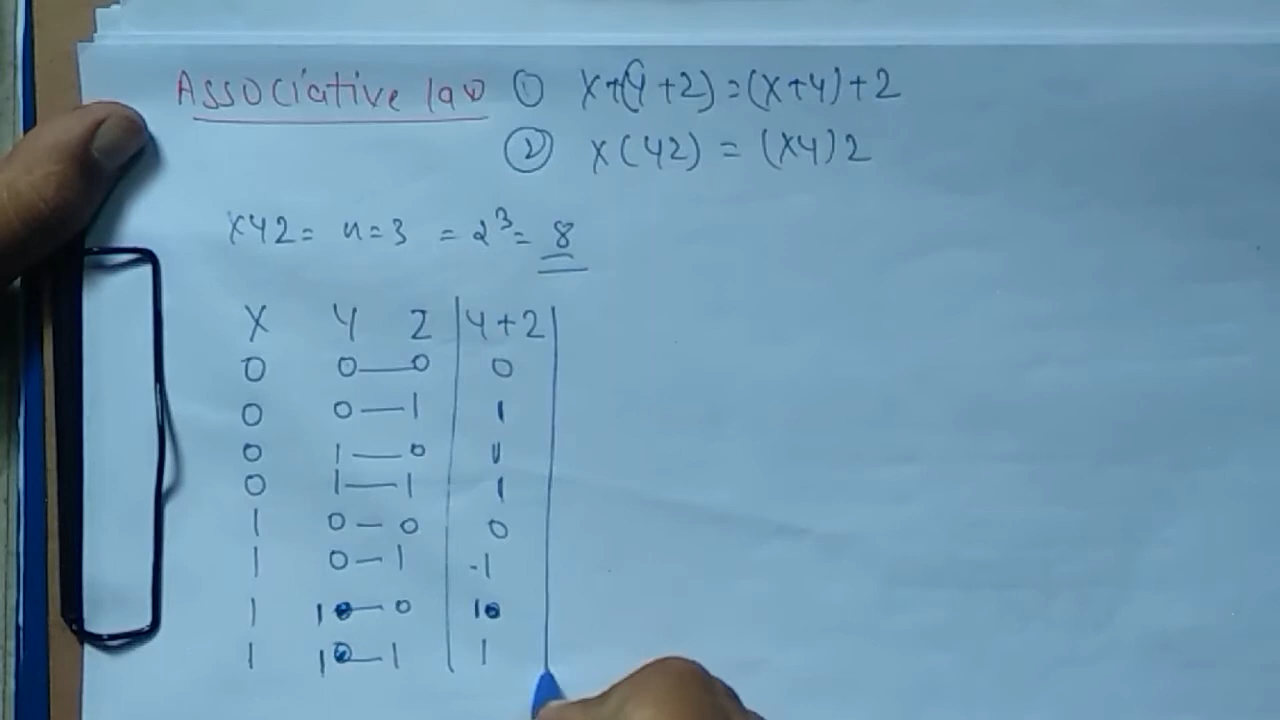 Associative law ① X+(Y+Z)=(X+Y)+Z
② X(YZ) = (XY)Z
XYZ= n=3 = 2³= 8
X Y Z Y+Z
0 0 0 0
0 0 1 1
0 1 0 1
0 1 1 1
1 0 0 0
1 0 1 1
1 1 0 1
1 1 1 1